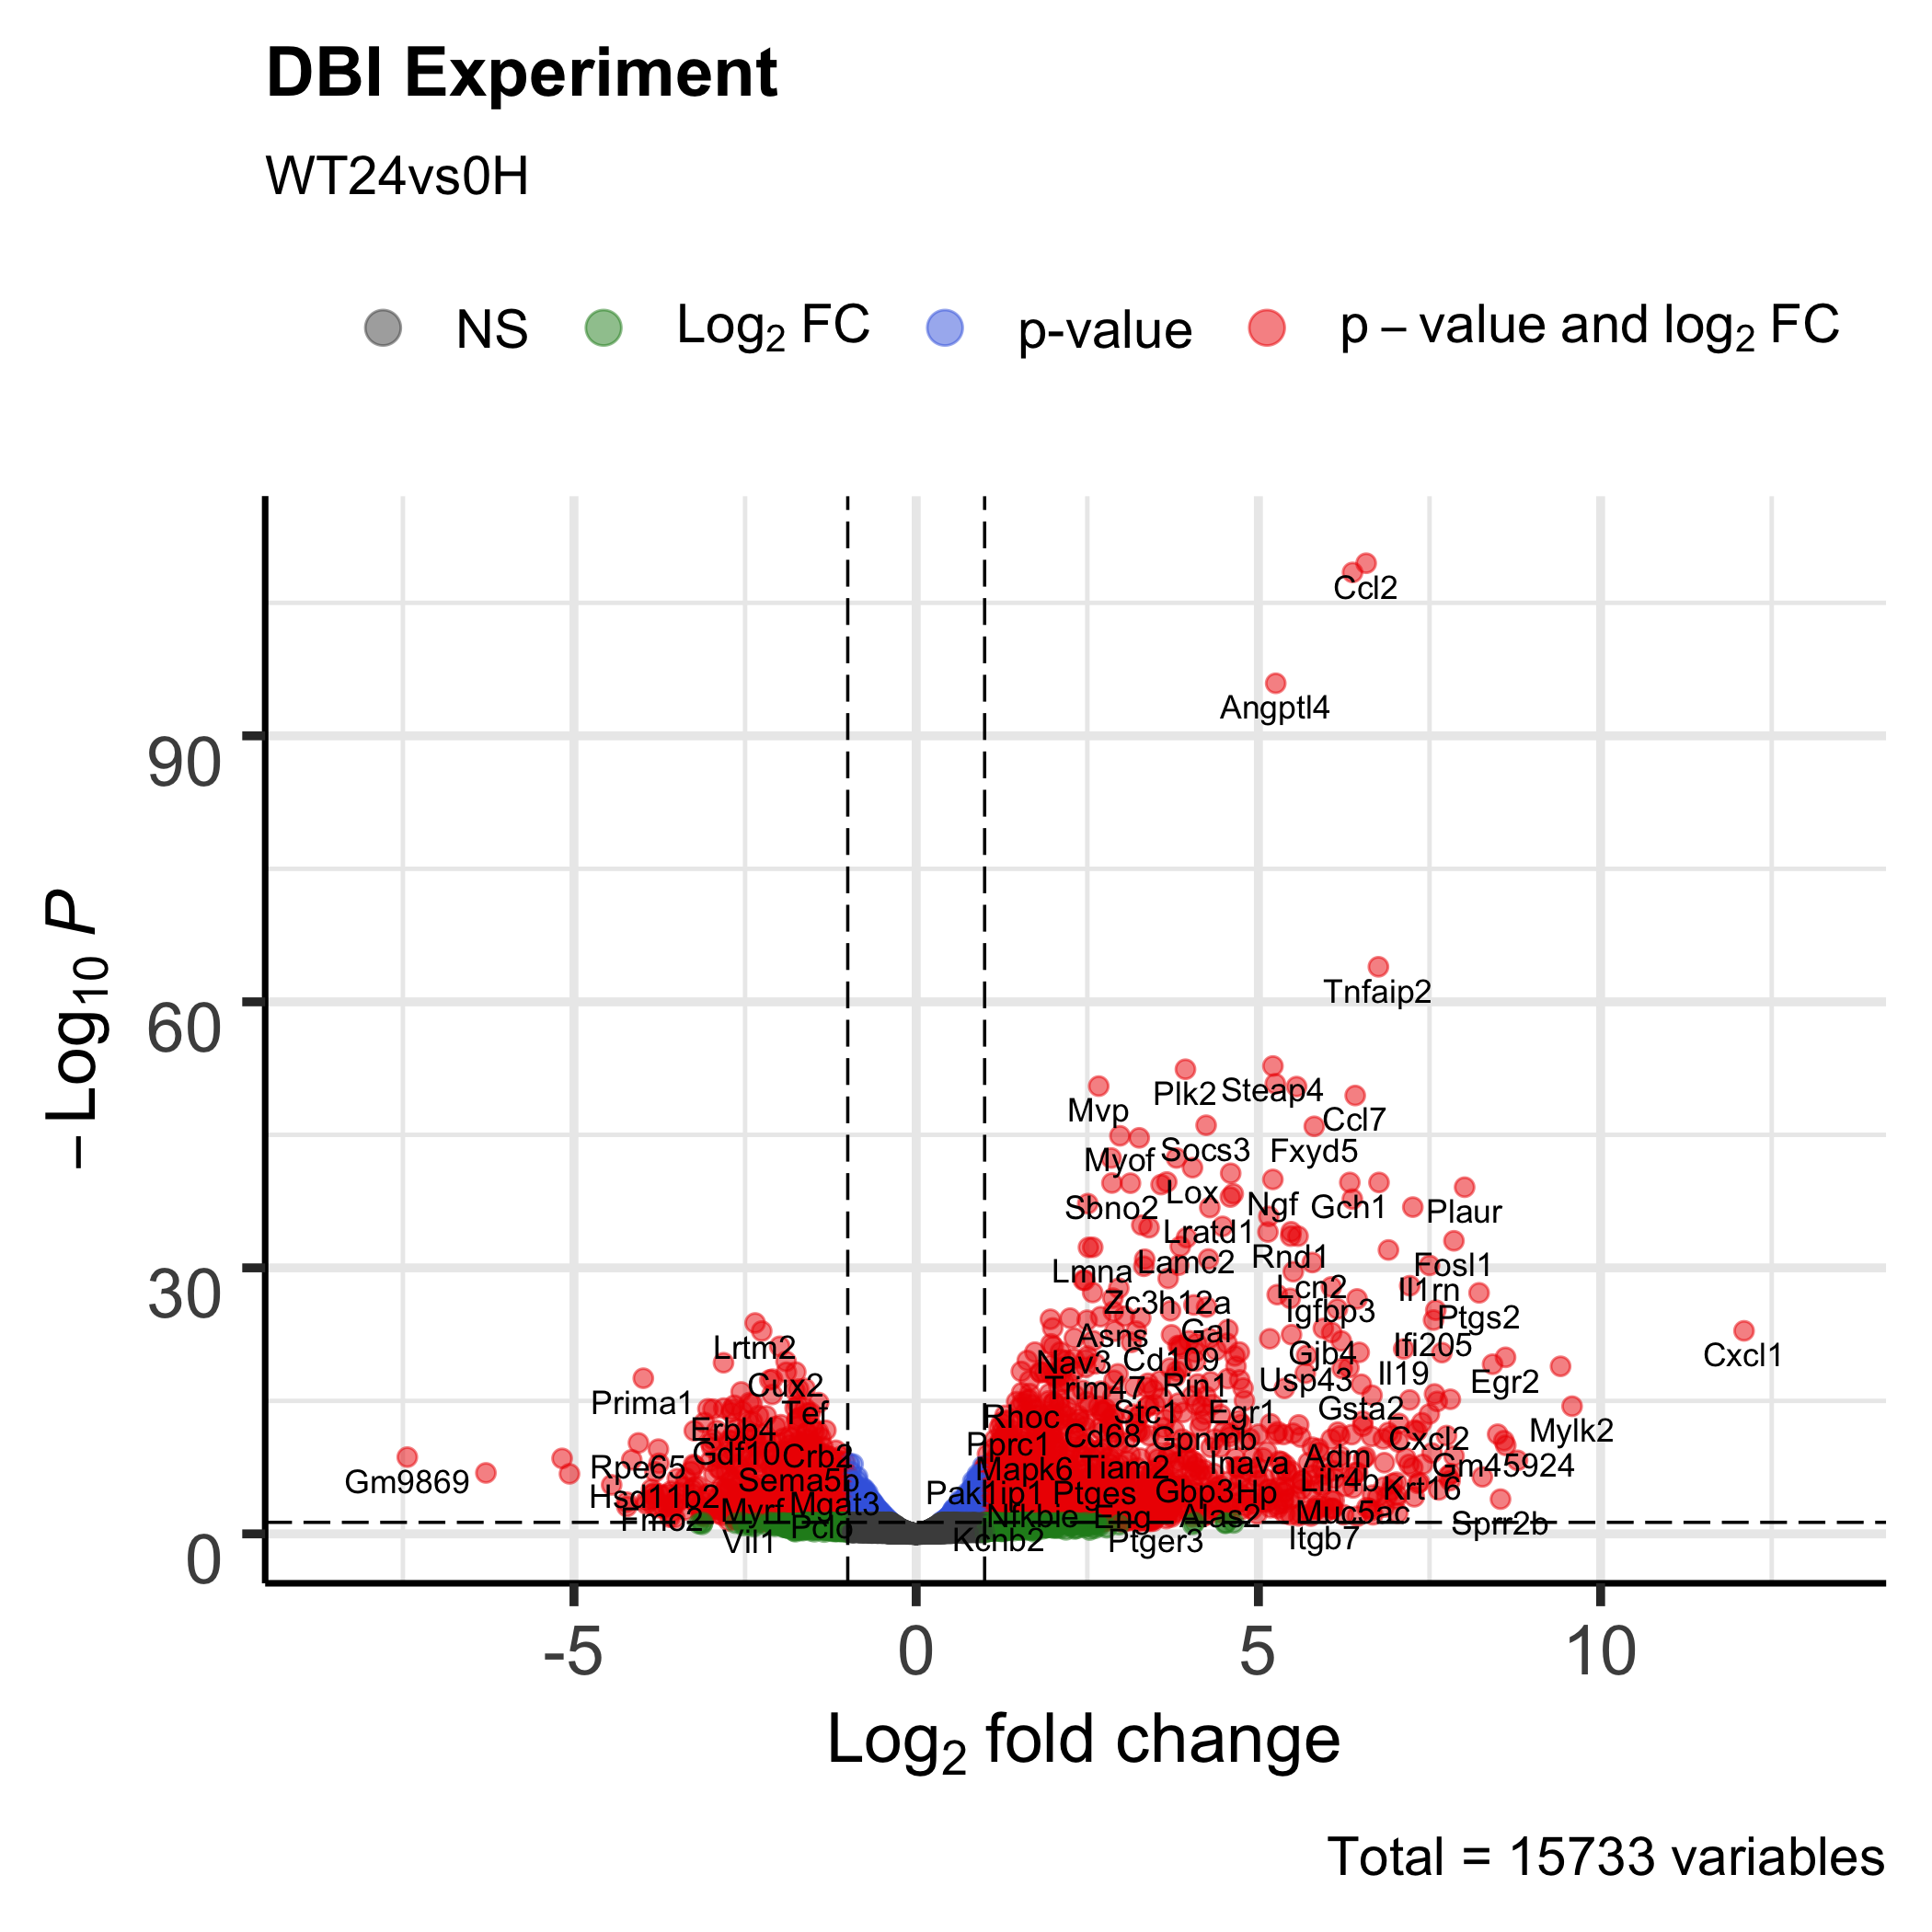 DBI Experiment
WT24vs0H
NS Log2 FC p-value p – value and log2 FC
−Log10 P
90
60
30
0
Ccl2
Angptl4
Tnfaip2
Plk2 Steap4
Mvp Ccl7
Socs3 Fxyd5
Myof
Lox Ngf Gch1 Plaur
Sbno2
Lratd1
Rnd1 Fosl1
Lmna Lamc2
Lcn2 Il1rn
Zc3h12a Igfbp3 Ptgs2
Asns Gal Ifi205
Lrtm2 Nav3 Cd109 Gjb4 Cxcl1
Usp43 Il19 Egr2
Cux2 Trim47 Rin1
Prima1 Tef Rhoc Stc1 Egr1 Gsta2
Erbb4 Pprc1 Cd68 Gpnmb Cxcl2 Mylk2
Gdf10 Crb2 Inava Adm
Rpe65 Mapk6 Tiam2 Gm45924
Gm9869 Sema5b Lilr4b
Hsd11b2 Pak1ip1 Ptges Gbp3 Hp Krt16
Fmo2 Myrf Mgat3 Nfkbie Eng Alas2 Muc5ac Sprr2b
Vil1 Pclo Kcnb2 Ptger3 Itgb7
-5 0 5 10
Log2 fold change
Total = 15733 variables